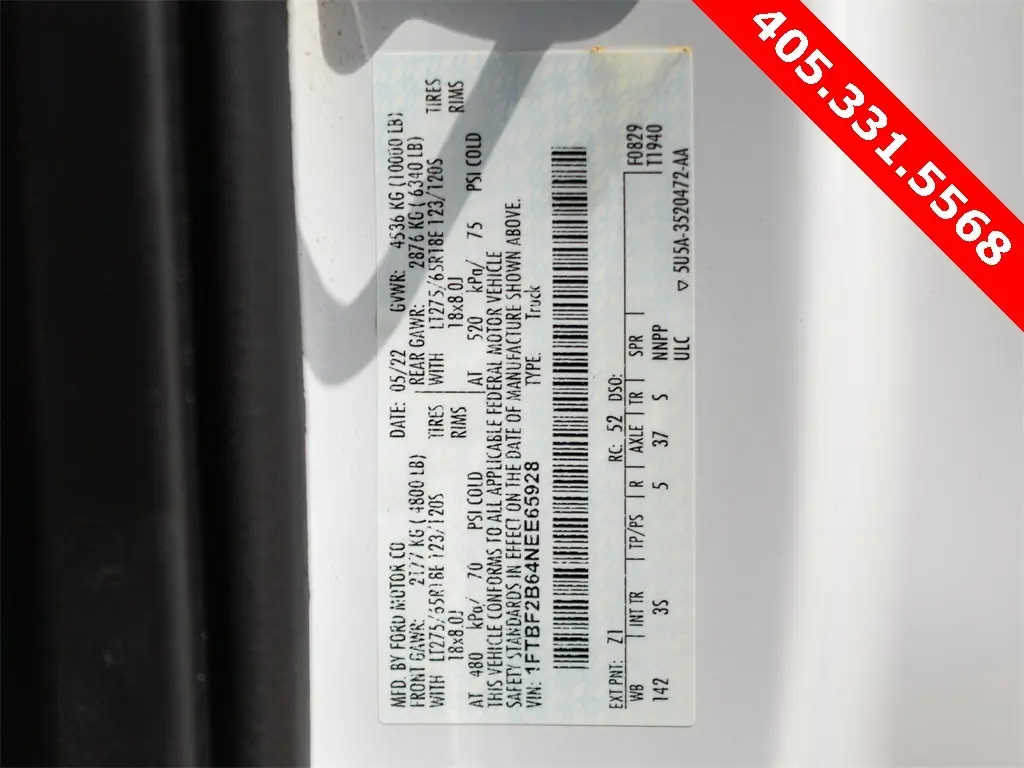 MFD. BY FORD MOTOR CO. DATE: 05/22 GVWR: 4536 KG (10000 LB)
FRONT GAWR: 2177 KG (4800 LB) REAR GAWR: 2876 KG (6340 LB)
WITH LT275/65R18E 123/120S TIRES WITH LT275/65R18E 123/120S TIRES
18x8.0J RIMS 18x8.0J RIMS
AT 480 kPa/ 70 PSI COLD AT 520 kPa/ 75 PSI COLD
THIS VEHICLE CONFORMS TO ALL APPLICABLE FEDERAL MOTOR VEHICLE
SAFETY STANDARDS IN EFFECT ON THE DATE OF MANUFACTURE SHOWN ABOVE.
VIN: 1FTBF2B64NEE65928 TYPE: Truck
EXT PNT: Z1 RC: 52 DSO: F0829
WB INT TR TP/PS R AXLE TR SPR T1940
142 3S 5 37 S NNPP
ULC
▽ 5U5A-3520472-AA
405.331.5568